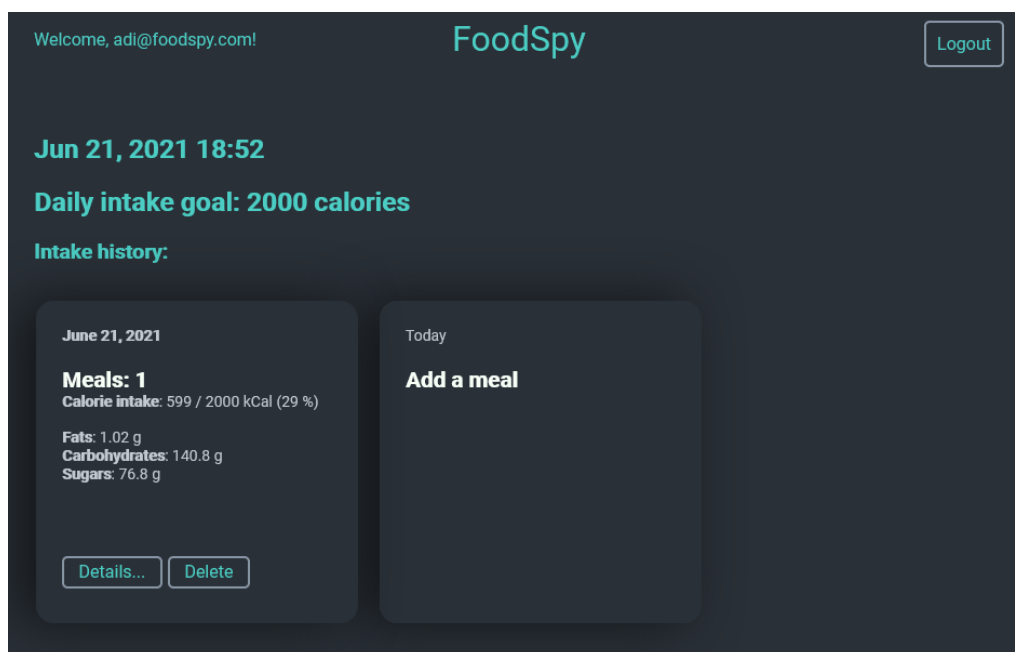 Welcome, adi@foodspy.com!
FoodSpy
Logout
Jun 21, 2021 18:52
Daily intake goal: 2000 calories
Intake history:
June 21, 2021
Meals: 1
Calorie intake: 599 / 2000 kCal (29 %)
Fats: 1.02 g
Carbohydrates: 140.8 g
Sugars: 76.8 g
Details...
Delete
Today
Add a meal